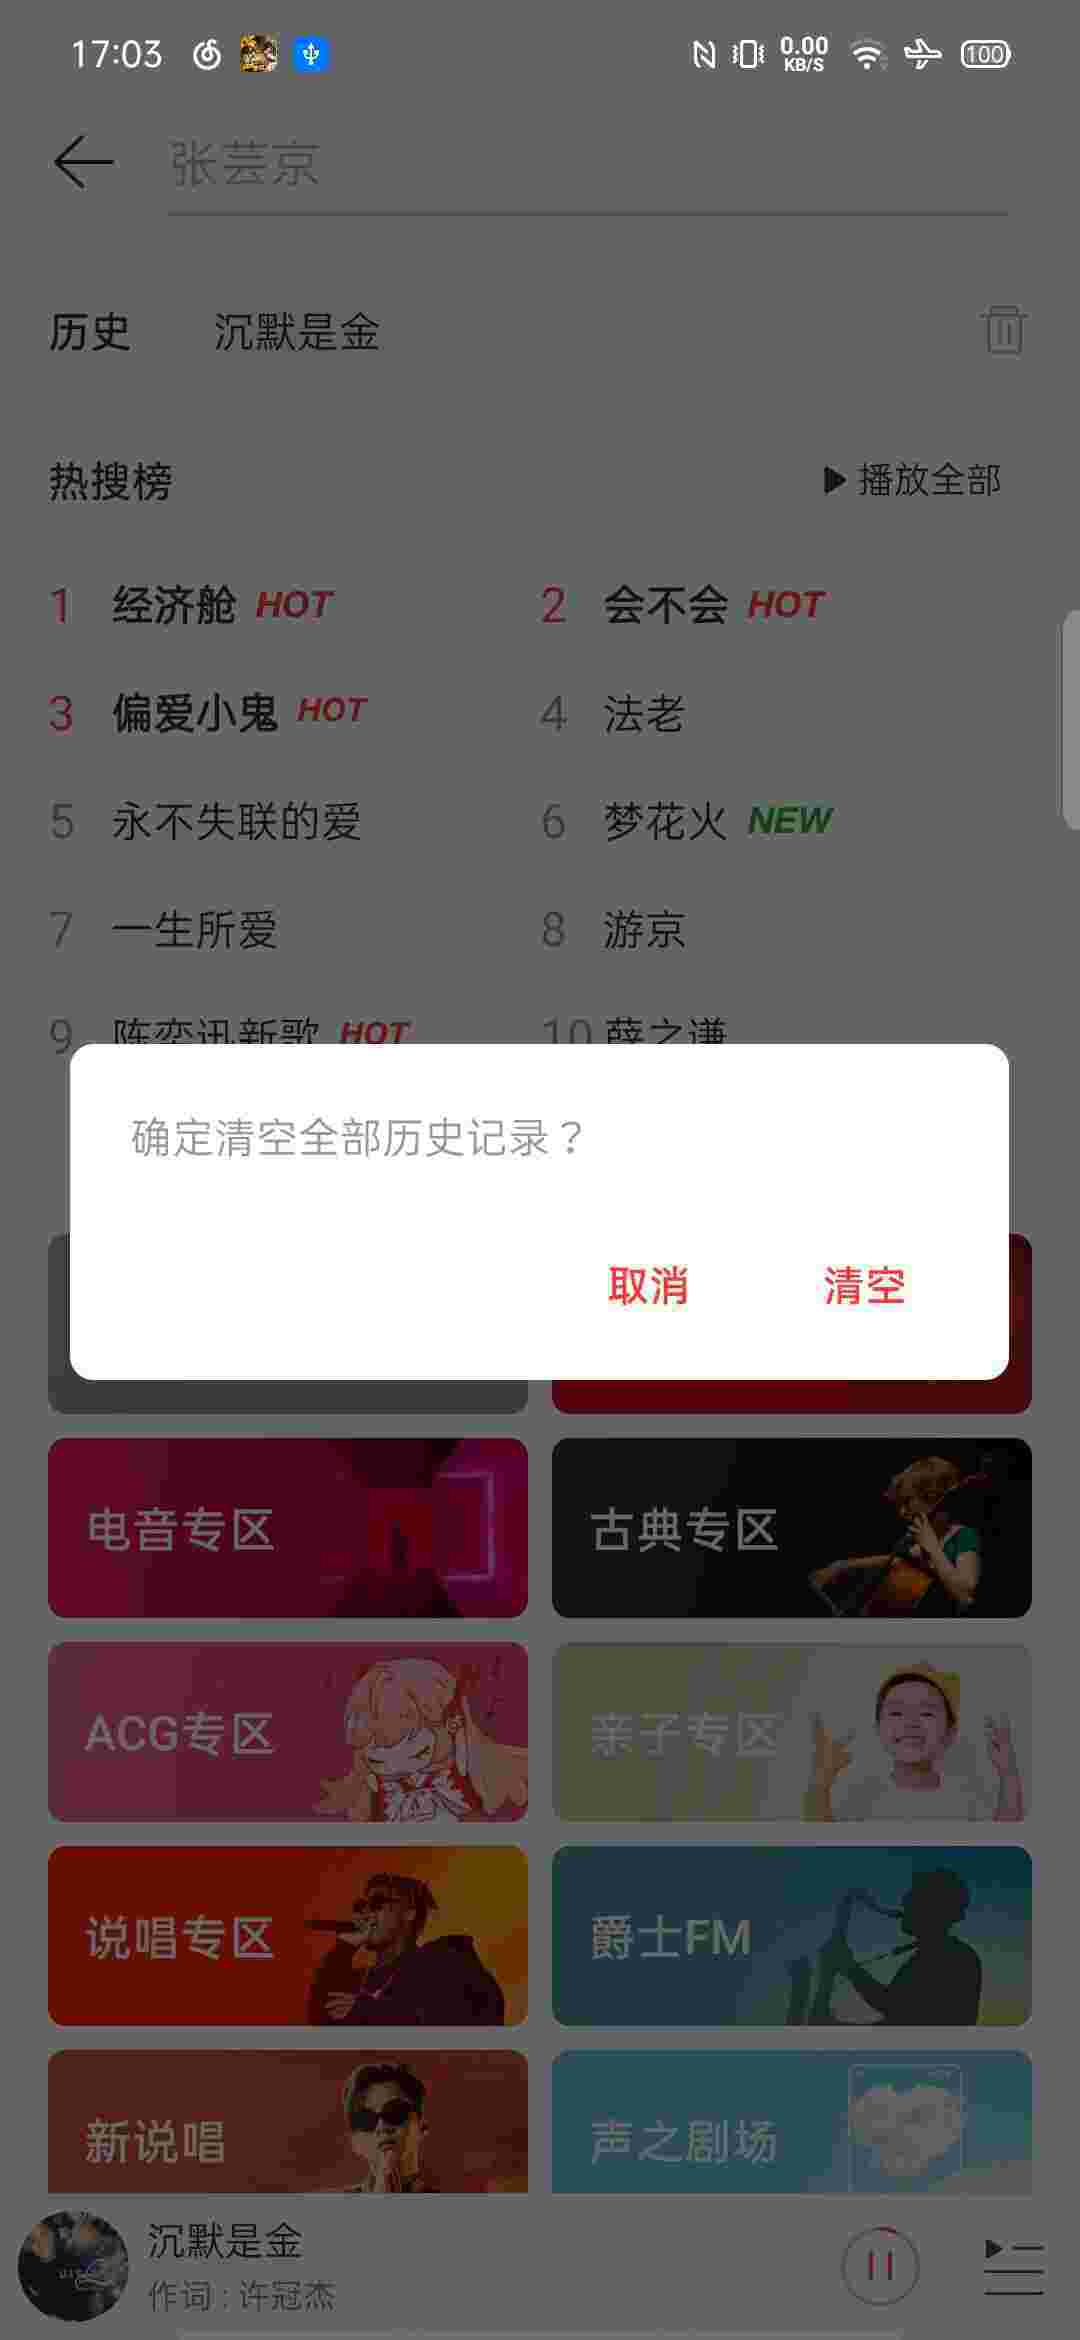 17:03 0.00 KB/S 100
张芸京
历史 沉默是金
热搜榜 播放全部
1 经济舱 HOT 2 会不会 HOT
3 偏爱小鬼 HOT 4 法老
5 永不失联的爱 6 梦花火 NEW
7 一生所爱 8 游京
9 陈奕迅新歌 HOT 10 薛之谦
确定清空全部历史记录？
取消 清空
电音专区 古典专区
ACG专区 亲子专区
说唱专区 爵士FM
新说唱 声之剧场
沉默是金
作词 : 许冠杰